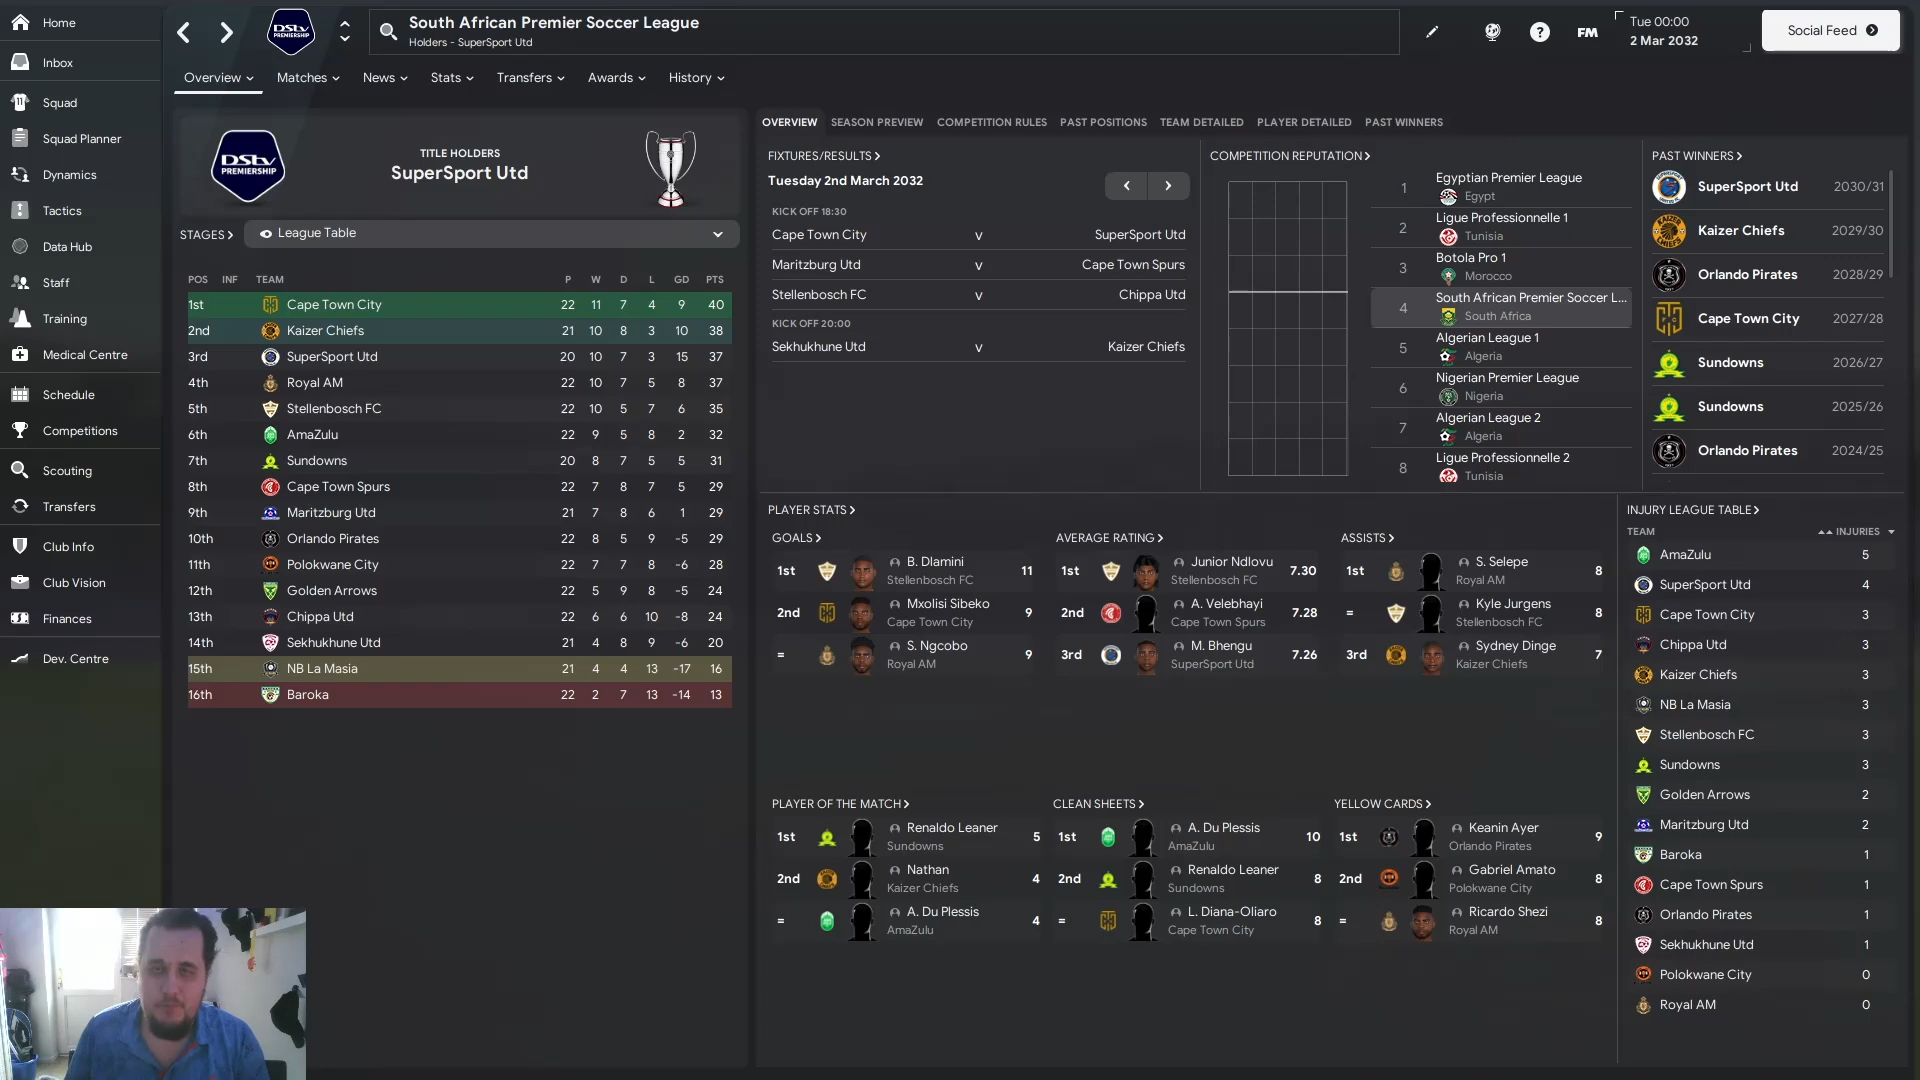 Home
Inbox
Squad
Squad Planner
Dynamics
Tactics
Data Hub
Staff
Training
Medical Centre
Schedule
Competitions
Scouting
Transfers
Club Info
Club Vision
Finances
Dev. Centre
DStv
PREMIERSHIP
South African Premier Soccer League
Holders - SuperSport Utd
FM
Tue 00:00
2 Mar 2032
Social Feed
Overview Matches News Stats Transfers Awards History
DStv
PREMIERSHIP
TITLE HOLDERS
SuperSport Utd
STAGES League Table
POS INF TEAM P W D L GD PTS
1st Cape Town City 22 11 7 4 9 40
2nd Kaizer Chiefs 21 10 8 3 10 38
3rd SuperSport Utd 20 10 7 3 15 37
4th Royal AM 22 10 7 5 8 37
5th Stellenbosch FC 22 10 5 7 6 35
6th AmaZulu 22 9 5 8 2 32
7th Sundowns 20 8 7 5 5 31
8th Cape Town Spurs 22 7 8 7 5 29
9th Maritzburg Utd 21 7 8 6 1 29
10th Orlando Pirates 22 8 5 9 -5 29
11th Polokwane City 22 7 7 8 -6 28
12th Golden Arrows 22 5 9 8 -5 24
13th Chippa Utd 22 6 6 10 -8 24
14th Sekhukhune Utd 21 4 8 9 -6 20
15th NB La Masia 21 4 4 13 -17 16
16th Baroka 22 2 7 13 -14 13
OVERVIEW SEASON PREVIEW COMPETITION RULES PAST POSITIONS TEAM DETAILED PLAYER DETAILED PAST WINNERS
FIXTURES/RESULTS
Tuesday 2nd March 2032
KICK OFF 18:30
Cape Town City v SuperSport Utd
Maritzburg Utd v Cape Town Spurs
Stellenbosch FC v Chippa Utd
KICK OFF 20:00
Sekhukhune Utd v Kaizer Chiefs
COMPETITION REPUTATION
1 Egyptian Premier League
Egypt
2 Ligue Professionnelle 1
Tunisia
3 Botola Pro 1
Morocco
4 South African Premier Soccer L...
South Africa
5 Algerian League 1
Algeria
6 Nigerian Premier League
Nigeria
7 Algerian League 2
Algeria
8 Ligue Professionnelle 2
Tunisia
PAST WINNERS
SuperSport Utd 2030/31
Kaizer Chiefs 2029/30
Orlando Pirates 2028/29
Cape Town City 2027/28
Sundowns 2026/27
Sundowns 2025/26
Orlando Pirates 2024/25
PLAYER STATS
GOALS
1st B. Dlamini 11
Stellenbosch FC
2nd Mxolisi Sibeko 9
Cape Town City
= S. Ngcobo 9
Royal AM
AVERAGE RATING
1st Junior Ndlovu 7.30
Stellenbosch FC
2nd A. Velebhayi 7.28
Cape Town Spurs
3rd M. Bhengu 7.26
SuperSport Utd
ASSISTS
1st S. Selepe 8
Royal AM
= Kyle Jurgens 8
Stellenbosch FC
3rd Sydney Dinge 7
Kaizer Chiefs
PLAYER OF THE MATCH
1st Renaldo Leaner 5
Sundowns
2nd Nathan 4
Kaizer Chiefs
= A. Du Plessis 4
AmaZulu
CLEAN SHEETS
1st A. Du Plessis 10
AmaZulu
2nd Renaldo Leaner 8
Sundowns
= L. Diana-Oliaro 8
Cape Town City
YELLOW CARDS
1st Keanin Ayer 9
Orlando Pirates
2nd Gabriel Amato 8
Polokwane City
= Ricardo Shezi 8
Royal AM
INJURY LEAGUE TABLE
TEAM INJURIES
AmaZulu 5
SuperSport Utd 4
Cape Town City 3
Chippa Utd 3
Kaizer Chiefs 3
NB La Masia 3
Stellenbosch FC 3
Sundowns 3
Golden Arrows 2
Maritzburg Utd 2
Baroka 1
Cape Town Spurs 1
Orlando Pirates 1
Sekhukhune Utd 1
Polokwane City 0
Royal AM 0